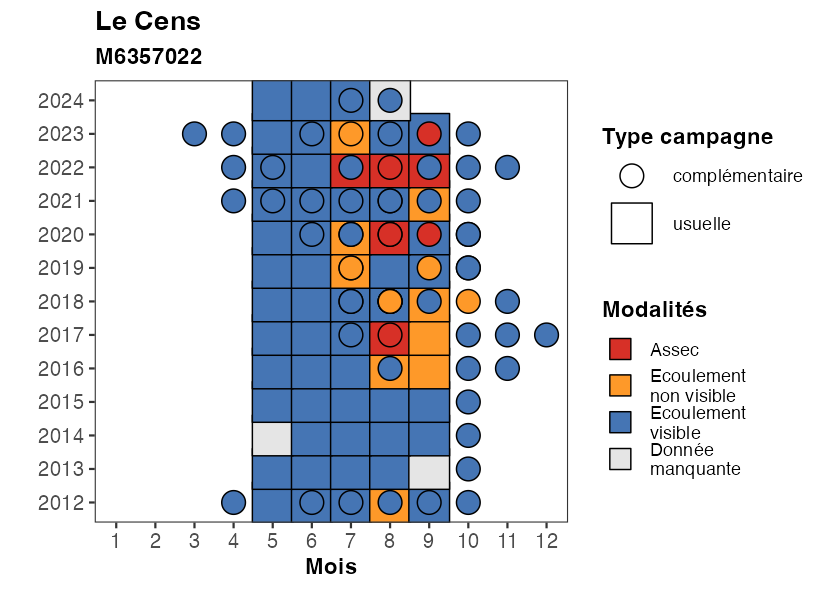 Le Cens
M6357022
2024
2023
2022
2021
2020
2019
2018
2017
2016
2015
2014
2013
2012
1 2 3 4 5 6 7 8 9 10 11 12
Mois
Type campagne
complémentaire
usuelle
Modalités
Assec
Ecoulement
non visible
Ecoulement
visible
Donnée
manquante